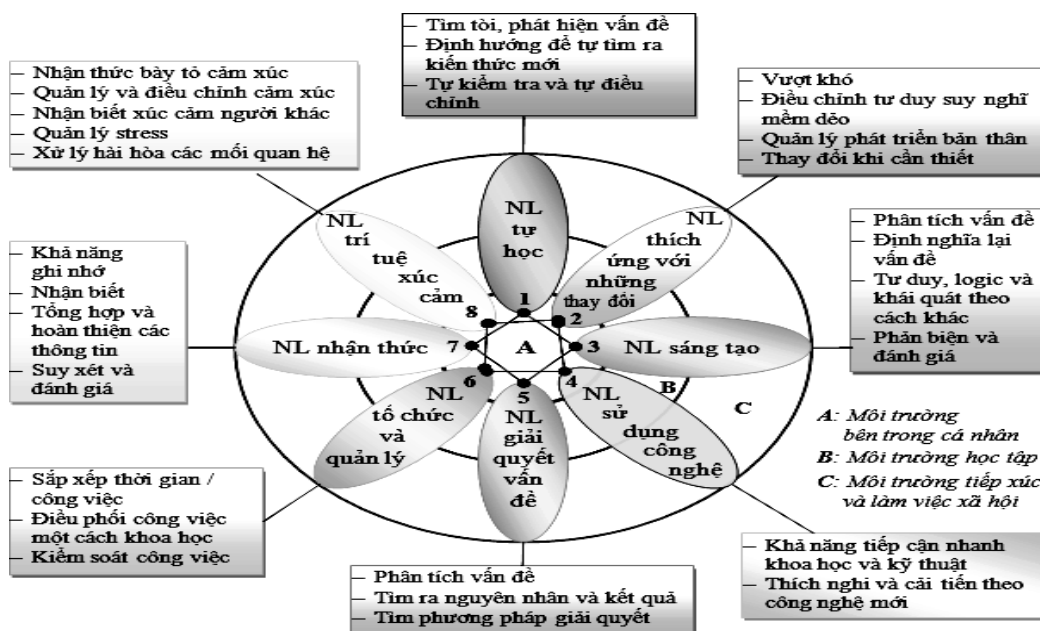 – Tìm tòi, phát hiện vấn đề
– Định hướng để tự tìm ra
kiến thức mới
– Tự kiểm tra và tự điều
chỉnh
– Nhận thức bày tỏ cảm xúc
– Quản lý và điều chỉnh cảm xúc
– Nhận biết xúc cảm người khác
– Quản lý stress
– Xử lý hài hòa các mối quan hệ
– Vượt khó
– Điều chỉnh tư duy suy nghĩ
mềm dẻo
– Quản lý phát triển bản thân
– Thay đổi khi cần thiết
– Khả năng
ghi nhớ
– Nhận biết
– Tổng hợp và
hoàn thiện các
thông tin
– Suy xét và
đánh giá
– Phân tích vấn đề
– Định nghĩa lại
vấn đề
– Tư duy, logic và
khái quát theo
cách khác
– Phản biện và
đánh giá
NL
tự
học
1
NL
thích
ứng với
những
thay đổi
2
3 NL sáng tạo
4 NL
sử
dụng
công
nghệ
5
NL
giải
quyết
vấn
đề
6 NL
tổ chức
và
quản lý
NL nhận thức 7
NL
trí
tuệ
xúc
cảm
8
A
B
C
A: Môi trường
bên trong cá nhân
B: Môi trường học tập
C: Môi trường tiếp xúc
và làm việc xã hội
– Sắp xếp thời gian /
công việc
– Điều phối công việc
một cách khoa học
– Kiểm soát công việc
– Phân tích vấn đề
– Tìm ra nguyên nhân và kết quả
– Tìm phương pháp giải quyết
– Khả năng tiếp cận nhanh
khoa học và kỹ thuật
– Thích nghi và cải tiến theo
công nghệ mới